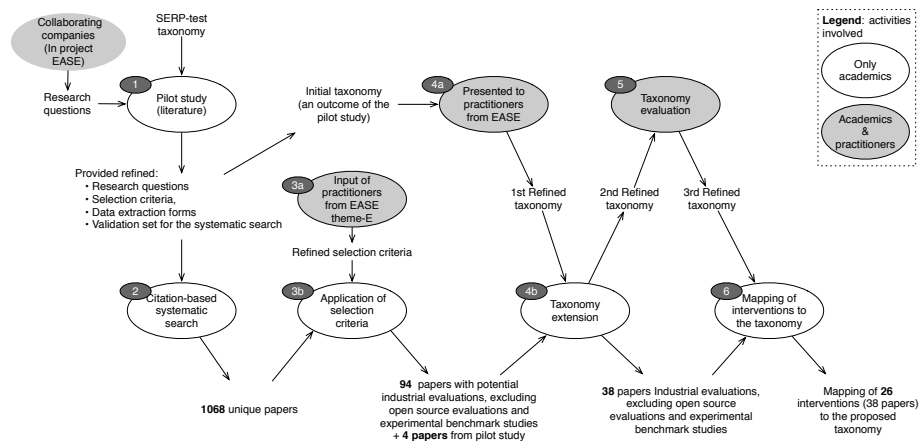 Collaborating
companies
(In project
EASE)
SERP-test
taxonomy
Research
questions
1
Pilot study
(literature)
Initial taxonomy
(an outcome of the
pilot study)
4a
Presented to
practitioners
from EASE
5
Taxonomy
evaluation
Legend: activities
involved
Only
academics
Academics
&
practitioners
Provided refined:
• Research questions
• Selection criteria,
• Data extraction forms
• Validation set for the systematic search
3a
Input of
practitioners
from EASE
theme-E
Refined selection criteria
1st Refined
taxonomy
2nd Refined
taxonomy
3rd Refined
taxonomy
2
Citation-based
systematic
search
3b
Application of
selection
criteria
4b
Taxonomy
extension
6
Mapping of
interventions to
the taxonomy
1068 unique papers
94 papers with potential
industrial evaluations, excluding
open source evaluations and
experimental benchmark studies
+ 4 papers from pilot study
38 papers Industrial evaluations,
excluding open source
evaluations and experimental
benchmark studies
Mapping of 26
interventions (38 papers)
to the proposed
taxonomy